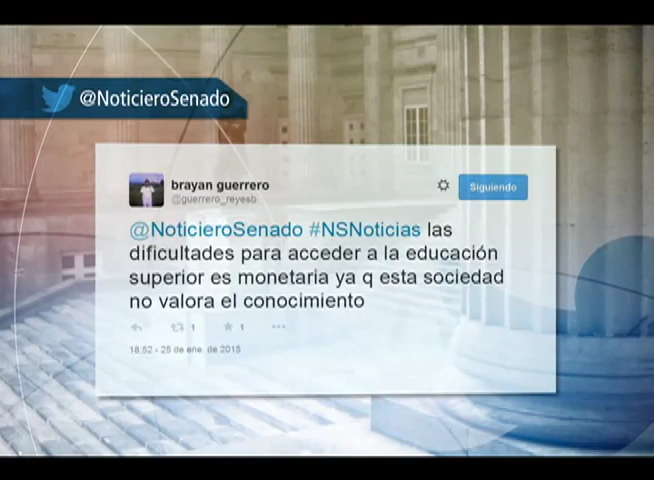 @NoticieroSenado
brayan guerrero
@guerrero_reyesb
Siguiendo
@NoticieroSenado #NSNoticias las
dificultades para acceder a la educación
superior es monetaria ya q esta sociedad
no valora el conocimiento
1
1
18:52 - 25 de ene. de 2015